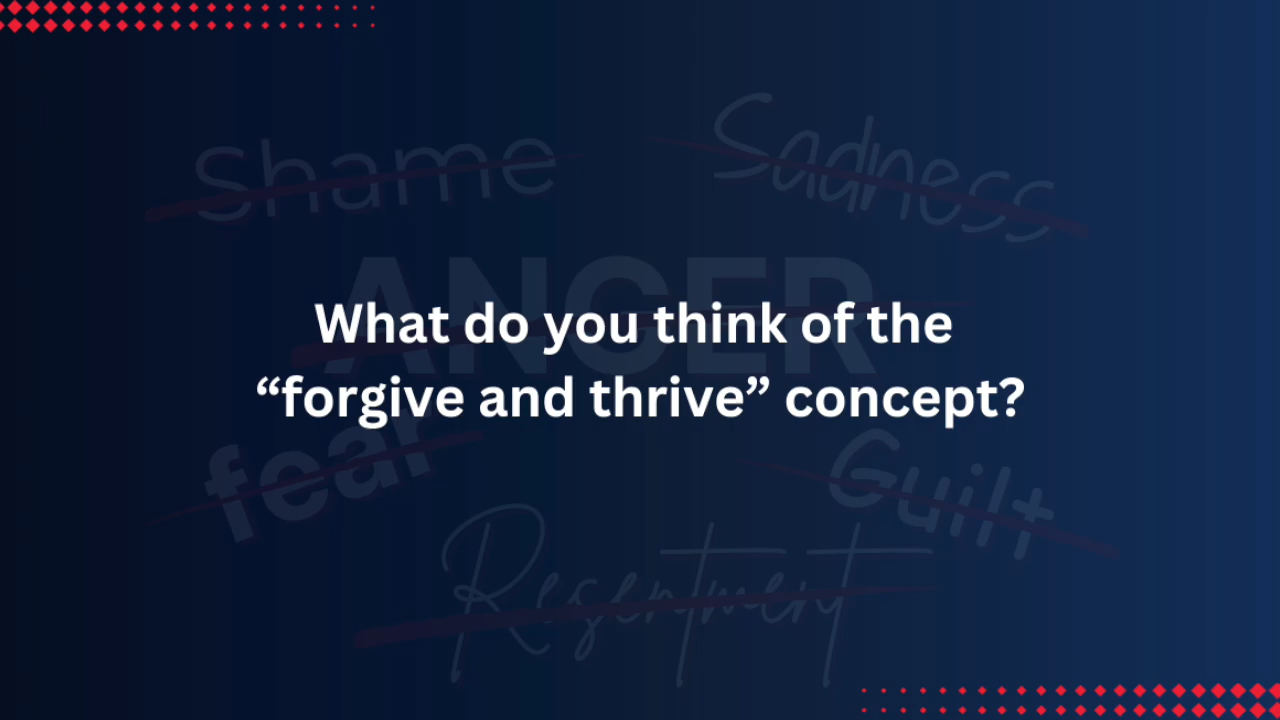 Shame
Sadness
ANGER
What do you think of the
“forgive and thrive” concept?
fear
Guilt
Resentment